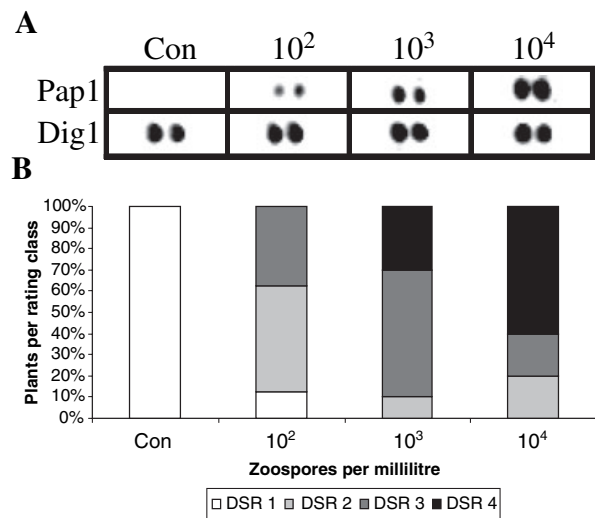 A
Con 10² 10³ 10⁴
Pap1
Dig1
B
Plants per rating class
100%
90%
80%
70%
60%
50%
40%
30%
20%
10%
0%
Con 10² 10³ 10⁴
Zoospores per millilitre
DSR 1 DSR 2 DSR 3 DSR 4